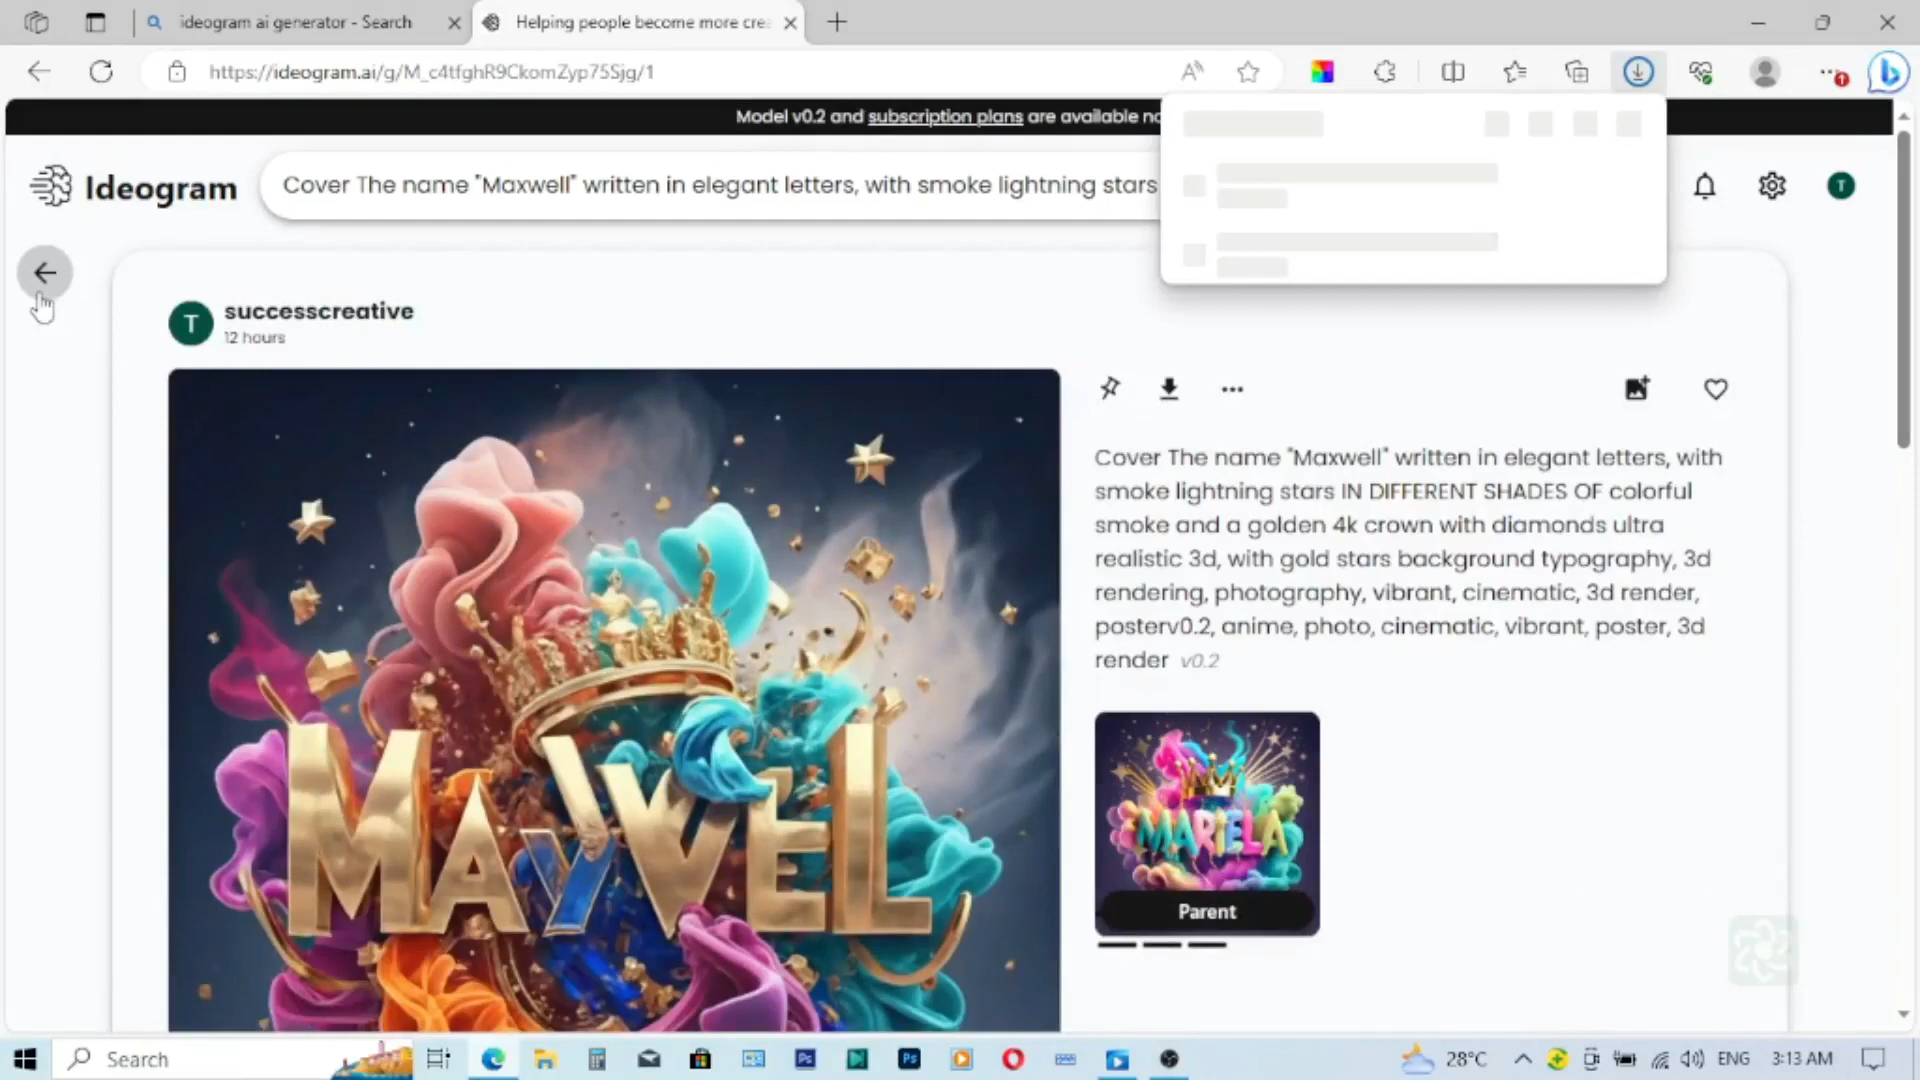 ideogram ai generator - Search
Helping people become more crea
https://ideogram.ai/g/M_c4tfghR9CkomZyp75Sjg/1
Model v0.2 and subscription plans are available no
Ideogram
Cover The name "Maxwell" written in elegant letters, with smoke lightning stars
T
T
successcreative
12 hours
Cover The name "Maxwell" written in elegant letters, with
smoke lightning stars IN DIFFERENT SHADES OF colorful
smoke and a golden 4k crown with diamonds ultra
realistic 3d, with gold stars background typography, 3d
rendering, photography, vibrant, cinematic, 3d render,
posterv0.2, anime, photo, cinematic, vibrant, poster, 3d
render v0.2
MAXWELL
MARIELA
Parent
Search
Ps
Ps
28°C
ENG
3:13 AM